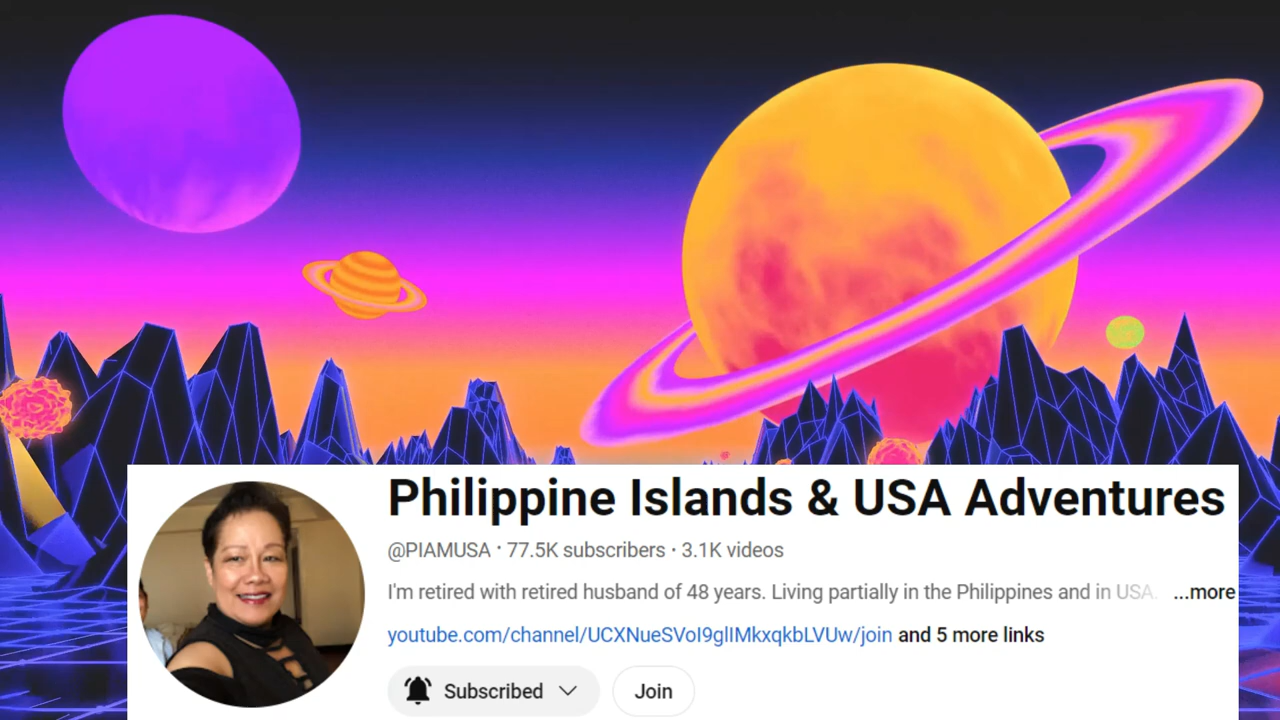 Philippine Islands & USA Adventures
@PIAMUSA · 77.5K subscribers · 3.1K videos
I'm retired with retired husband of 48 years. Living partially in the Philippines and in USA. ...more
youtube.com/channel/UCXNueSVoI9glIMkxqkbLVUw/join and 5 more links
Subscribed Join